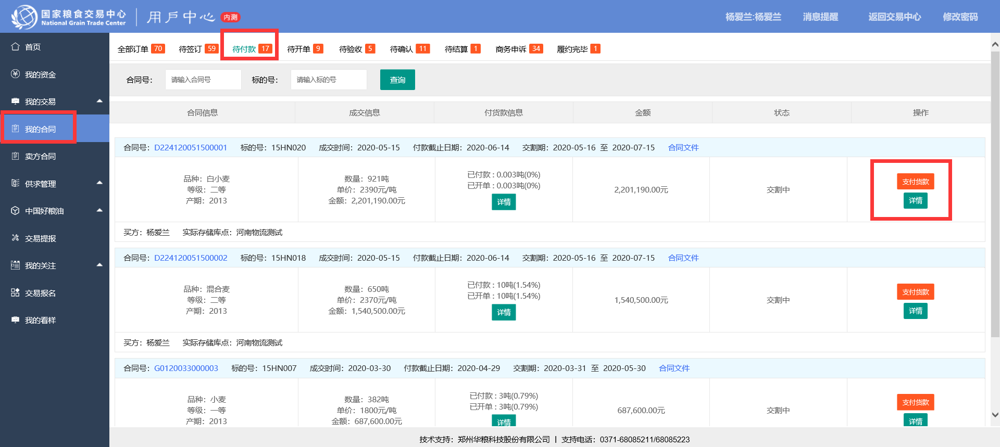 国家粮食交易中心
National Grain Trade Center
用户中心
内测
杨爱兰:杨爱兰 消息提醒 返回交易中心 修改密码
首页
我的资金
我的交易
我的合同
卖方合同
供求管理
中国好粮油
交易提报
我的关注
交易报名
我的看样
全部订单 70 待签订 59 待付款 17 待开单 9 待验收 5 待确认 11 待结算 1 商务申诉 34 履约完毕 1
合同号： 请输入合同号 标的号： 请输入标的号 查询
合同信息 成交信息 付货款信息 金额 状态 操作
合同号：D224120051500001 标的号：15HN020 成交时间：2020-05-15 付款截止日期：2020-06-14 交割期：2020-05-16 至 2020-07-15 合同文件
品种：白小麦
等级：二等
产期：2013
数量：921吨
单价：2390元/吨
金额：2,201,190.00元
已付款 : 0.003吨(0%)
已开单 : 0.003吨(0%)
详情
2,201,190.00元
交割中
支付货款
详情
买方：杨爱兰 实际存储库点：河南物流测试
合同号：D224120051500002 标的号：15HN018 成交时间：2020-05-15 付款截止日期：2020-06-14 交割期：2020-05-16 至 2020-07-15 合同文件
品种：混合麦
等级：二等
产期：2013
数量：650吨
单价：2370元/吨
金额：1,540,500.00元
已付款 : 10吨(1.54%)
已开单 : 10吨(1.54%)
详情
1,540,500.00元
交割中
支付货款
详情
买方：杨爱兰 实际存储库点：河南物流测试
合同号：G0120033000003 标的号：15HN007 成交时间：2020-03-30 付款截止日期：2020-04-29 交割期：2020-03-31 至 2020-05-30 合同文件
品种：小麦
等级：一等
产期：2013
数量：382吨
单价：1800元/吨
金额：687,600.00元
已付款 : 3吨(0.79%)
已开单 : 3吨(0.79%)
详情
687,600.00元
交割中
支付货款
详情
技术支持：郑州华粮科技股份有限公司 | 支持电话：0371-68085211/68085223